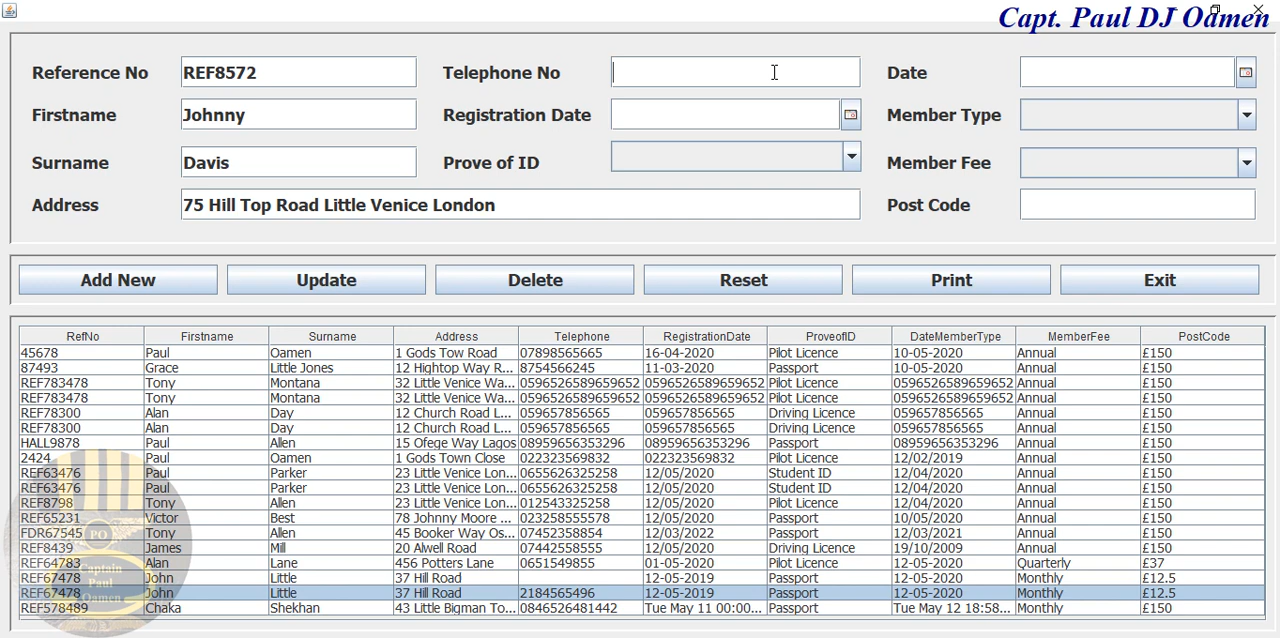 Capt. Paul DJ Oamen
Reference No REF8572 Telephone No Date
Firstname Johnny Registration Date Member Type
Surname Davis Prove of ID Member Fee
Address 75 Hill Top Road Little Venice London Post Code
Add New Update Delete Reset Print Exit
RefNo Firstname Surname Address Telephone RegistrationDate ProveofID DateMemberType MemberFee PostCode
45678 Paul Oamen 1 Gods Tow Road 07898565665 16-04-2020 Pilot Licence 10-05-2020 Annual £150
87493 Grace Little Jones 12 Hightop Way R... 8754566245 11-03-2020 Passport 10-05-2020 Annual £150
REF783478 Tony Montana 32 Little Venice Wa... 0596526589659652 0596526589659652 Pilot Licence 0596526589659652 Annual £150
REF783478 Tony Montana 32 Little Venice Wa... 0596526589659652 0596526589659652 Pilot Licence 0596526589659652 Annual £150
REF78300 Alan Day 12 Church Road L... 059657856565 059657856565 Driving Licence 059657856565 Annual £150
REF78300 Alan Day 12 Church Road L... 059657856565 059657856565 Driving Licence 059657856565 Annual £150
HALL9878 Paul Allen 15 Ofege Way Lagos 08959656353296 08959656353296 Passport 08959656353296 Annual £150
2424 Paul Oamen 1 Gods Town Close 022323569832 022323569832 Pilot Licence 12/02/2019 Annual £150
REF63476 Paul Parker 23 Little Venice Lon... 0655626325258 12/05/2020 Student ID 12/04/2020 Annual £150
REF63476 Paul Parker 23 Little Venice Lon... 0655626325258 12/05/2020 Student ID 12/04/2020 Annual £150
REF8798 Tony Allen 23 Little Venice Lon... 012543325258 12/05/2020 Pilot Licence 12/04/2020 Annual £150
REF65231 Victor Best 78 Johnny Moore ... 023258555578 12/05/2020 Passport 10/05/2020 Annual £150
FDR67545 Tony Allen 45 Booker Way Os... 07452358854 12/03/2022 Passport 12/03/2021 Annual £150
REF8439 James Mill 20 Alwell Road 07442558555 12/05/2020 Driving Licence 19/10/2009 Annual £150
REF64783 Alan Lane 456 Potters Lane 0651549855 01-05-2020 Pilot Licence 12-05-2020 Quarterly £37
REF67478 John Little 37 Hill Road 12-05-2019 Passport 12-05-2020 Monthly £12.5
REF67478 John Little 37 Hill Road 2184565496 12-05-2019 Passport 12-05-2020 Monthly £12.5
REF578489 Chaka Shekhan 43 Little Bigman To... 0846526481442 Tue May 11 00:00... Passport Tue May 12 18:58... Monthly £150
PO
Captain
Paul
Oamen